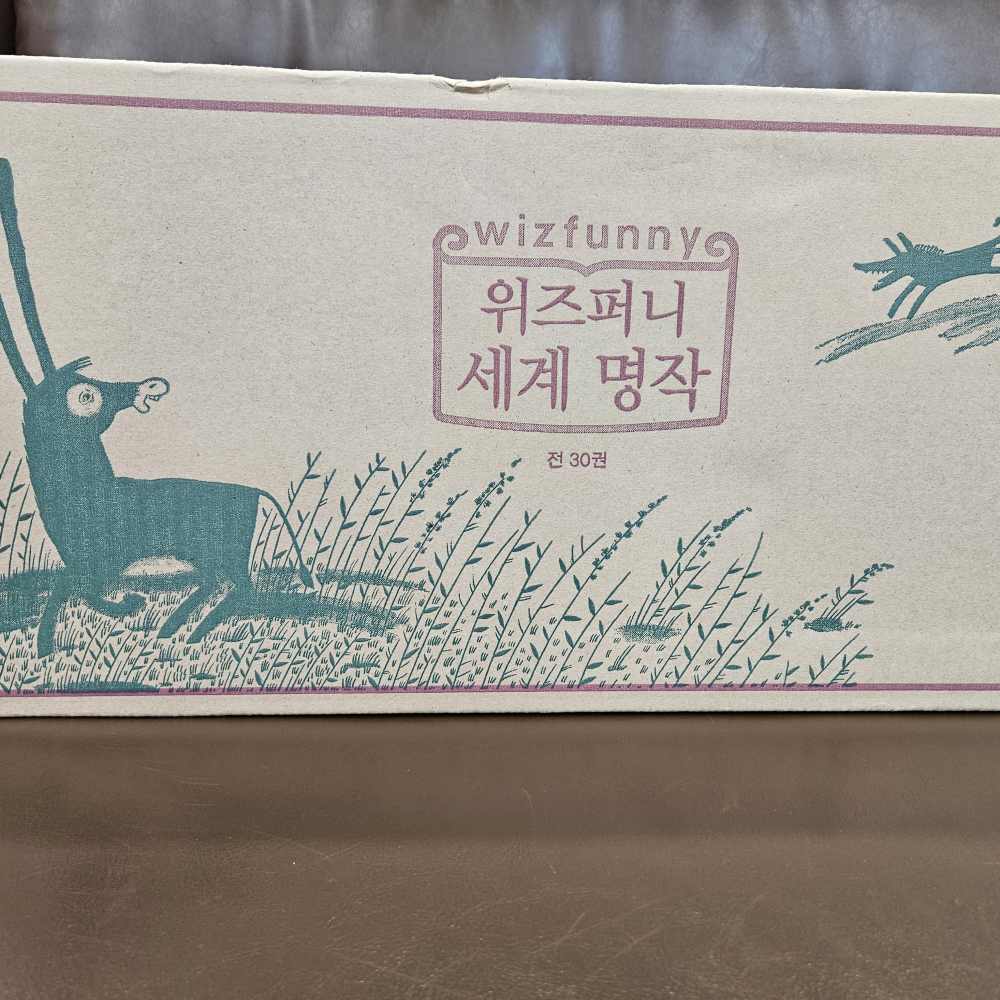 wizfunny
위즈퍼니
세계 명작
전 30권